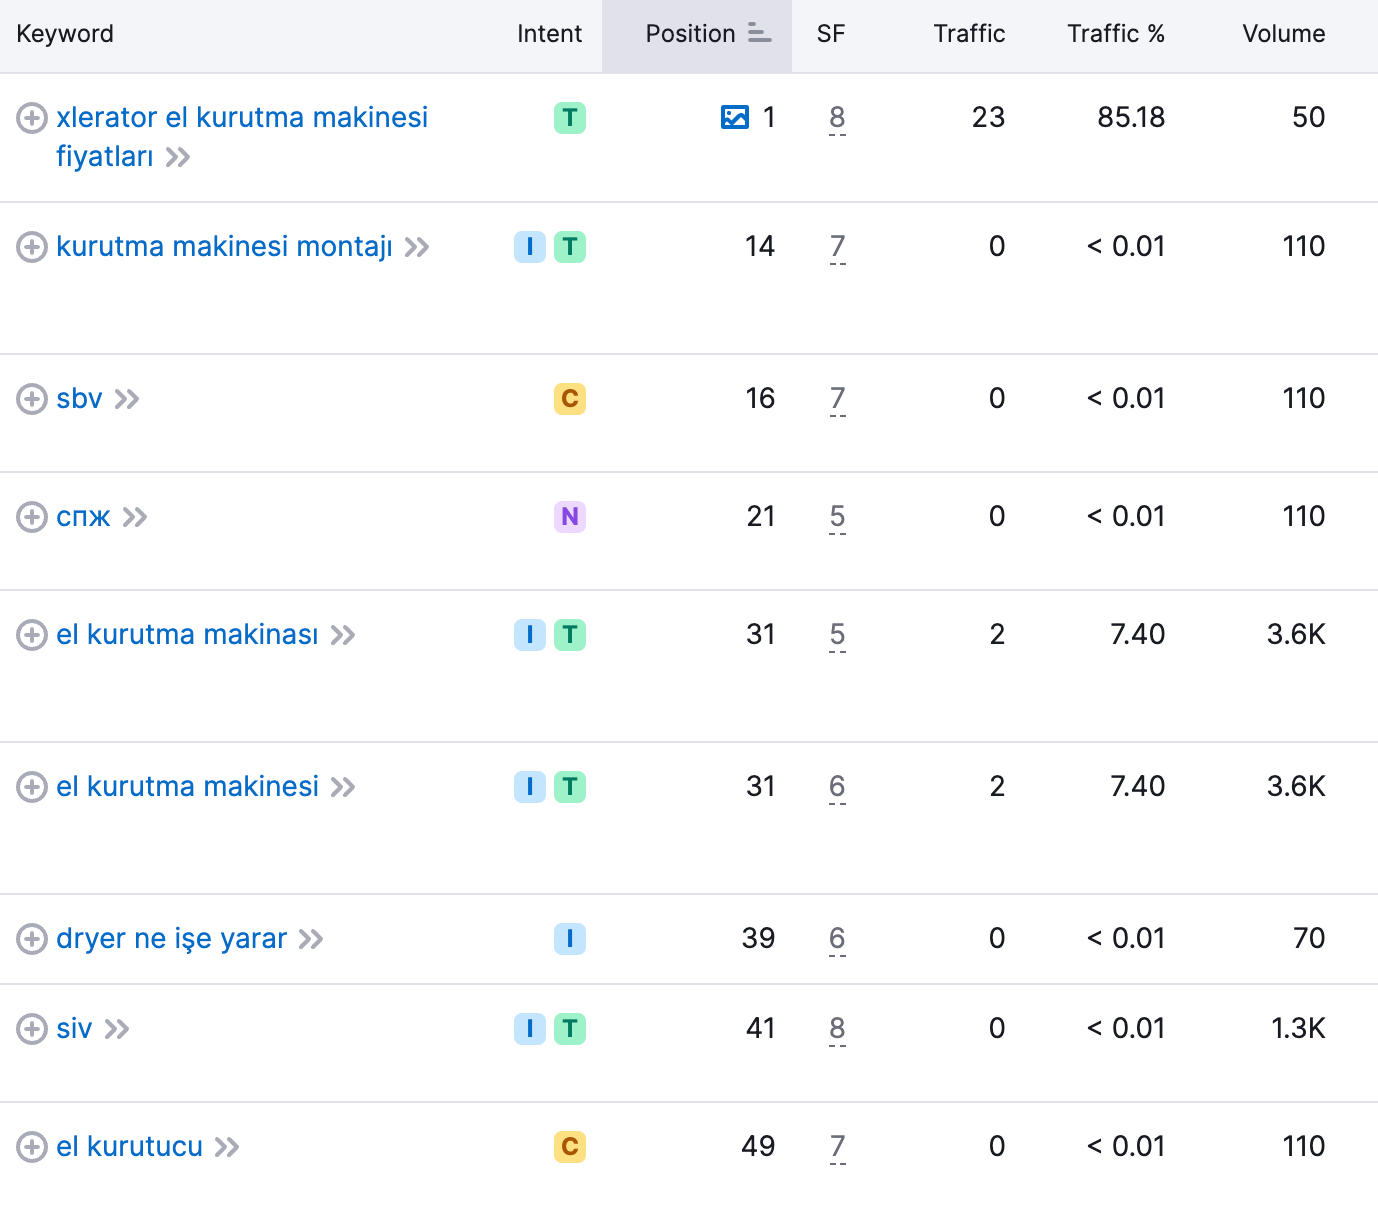 Keyword Intent Position SF Traffic Traffic % Volume
xlerator el kurutma makinesi T 1 8 23 85.18 50
fiyatları
kurutma makinesi montajı I T 14 7 0 < 0.01 110
sbv C 16 7 0 < 0.01 110
спж N 21 5 0 < 0.01 110
el kurutma makinası I T 31 5 2 7.40 3.6K
el kurutma makinesi I T 31 6 2 7.40 3.6K
dryer ne işe yarar I 39 6 0 < 0.01 70
siv I T 41 8 0 < 0.01 1.3K
el kurutucu C 49 7 0 < 0.01 110